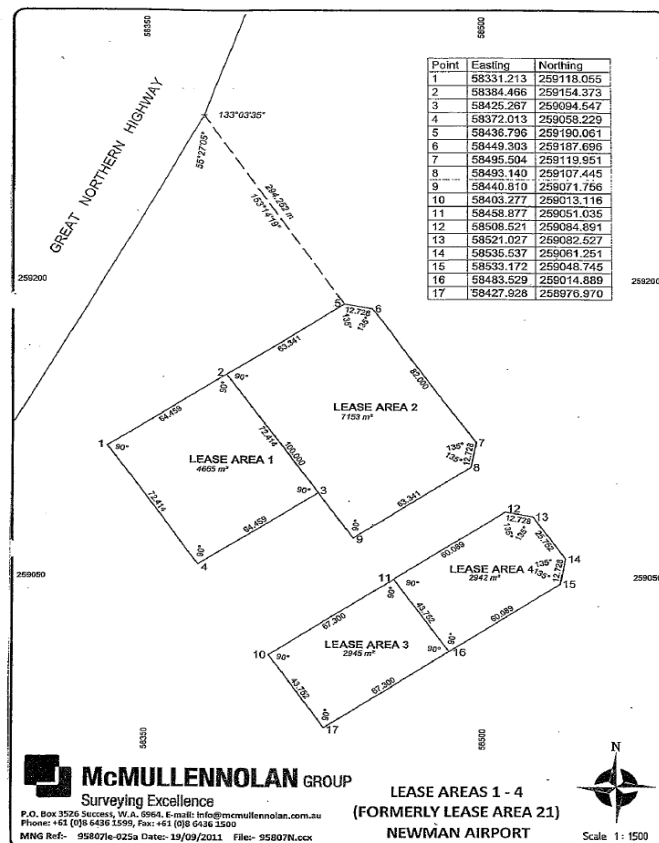 58350
58500
GREAT NORTHERN HIGHWAY
133°03'35"
55°27'05"
294.262 m
153°14'19"
Point Easting Northing
1 58331.213 259118.055
2 58384.466 259154.373
3 58425.267 259094.547
4 58372.013 259058.229
5 58436.796 259190.061
6 58449.303 259187.696
7 58495.504 259119.951
8 58493.140 259107.445
9 58440.810 259071.756
10 58403.277 259013.116
11 58458.877 259051.035
12 58508.521 259084.891
13 58521.027 259082.527
14 58535.537 259061.251
15 58533.172 259048.745
16 58483.529 259014.889
17 58427.928 258976.970
259200
259200
5
12.728
6
135°
135°
63.341
2
90°
90°
82.000
LEASE AREA 2
7153 m²
64.459
1
90°
72.414
100.000
LEASE AREA 1
4665 m²
135°
7
135°
12.728
8
90°
3
72.414
63.341
64.459
90°
9
90°
4
12
12.728
13
135°
135°
25.752
60.089
259050
259050
11
90°
90°
LEASE AREA 4
2942 m²
135°
14
135°
12.728
15
67.300
43.752
60.089
10
90°
LEASE AREA 3
2945 m²
90°
90°
16
43.752
67.300
90°
17
58350
58500
N
McMULLENNOLAN GROUP
Surveying Excellence
P.O. Box 3526 Success, W.A. 6964. E-mail: info@mcmullennolan.com.au
Phone: +61 (0)8 6436 1599, Fax: +61 (0)8 6436 1500
MNG Ref:- 95807le-025a Date:- 19/09/2011 File:- 95807N.ccx
LEASE AREAS 1 - 4
(FORMERLY LEASE AREA 21)
NEWMAN AIRPORT
Scale 1 : 1500